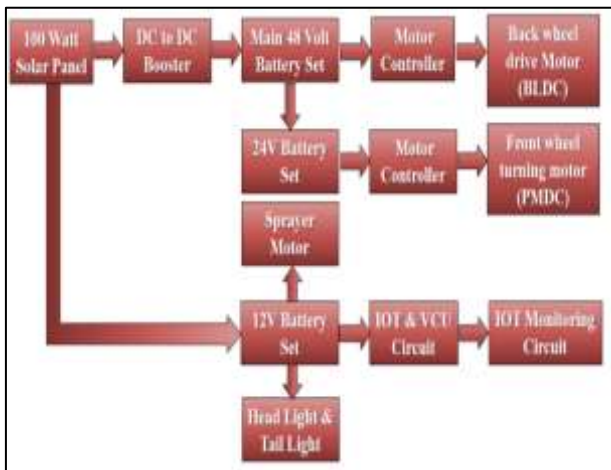 100 Watt
Solar Panel
DC to DC
Booster
Main 48 Volt
Battery Set
Motor
Controller
Back wheel
drive Motor
(BLDC)
24V Battery
Set
Motor
Controller
Front wheel
turning motor
(PMDC)
Sprayer
Motor
12V Battery
Set
IOT & VCU
Circuit
IOT Monitoring
Circuit
Head Light &
Tail Light